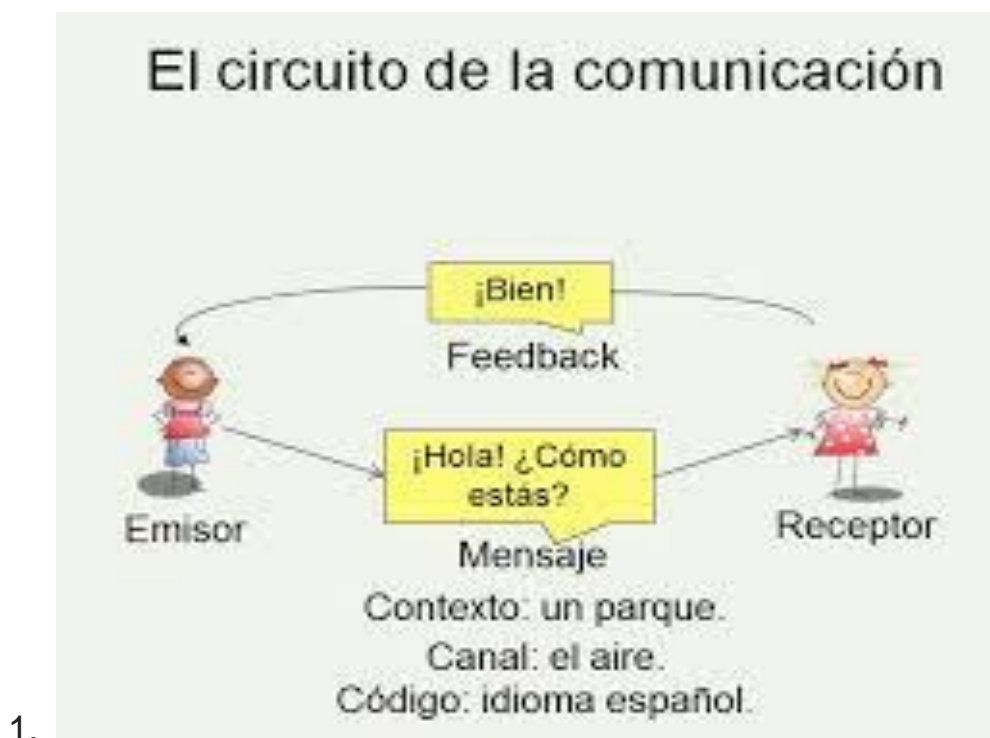 El circuito de la comunicación
¡Bien!
Feedback
¡Hola! ¿Cómo
estás?
Emisor
Receptor
Mensaje
Contexto: un parque.
Canal: el aire.
Código: idioma español.
1.